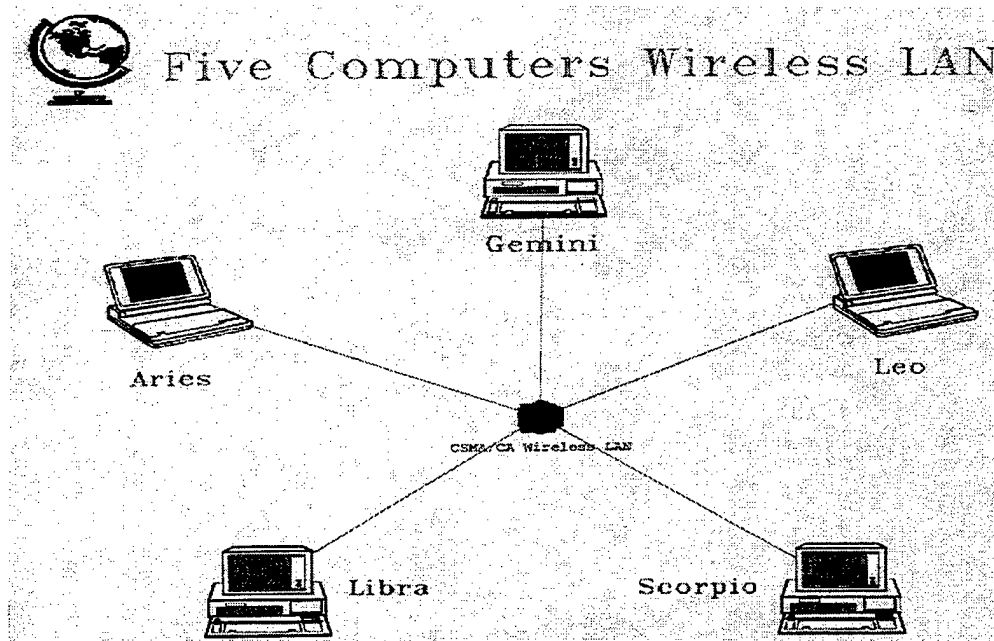 Five Computers Wireless LAN
Gemini
Aries
Leo
CSMA/CA Wireless LAN
Libra
Scorpio